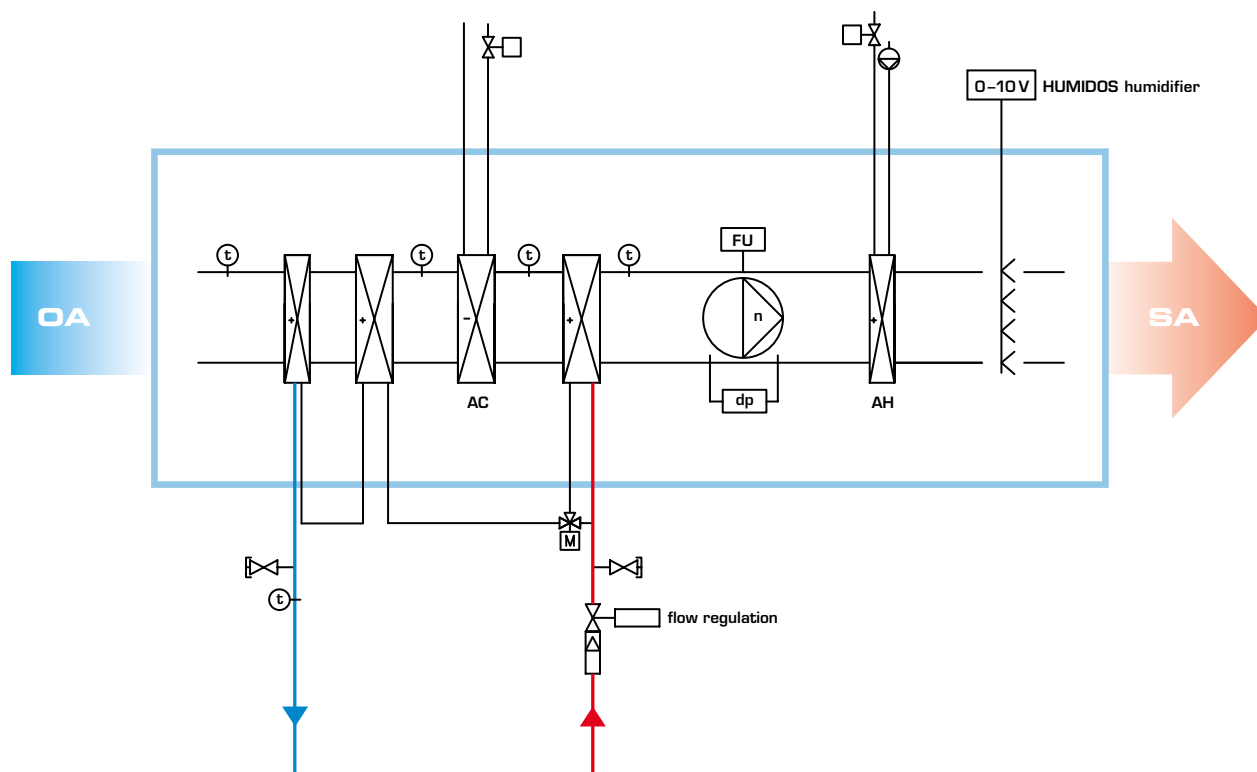 0–10 V HUMIDOS humidifier
t
t
t
t
FU
OA
+
+
-
+
n
+
SA
AC
dp
AH
M
t
flow regulation